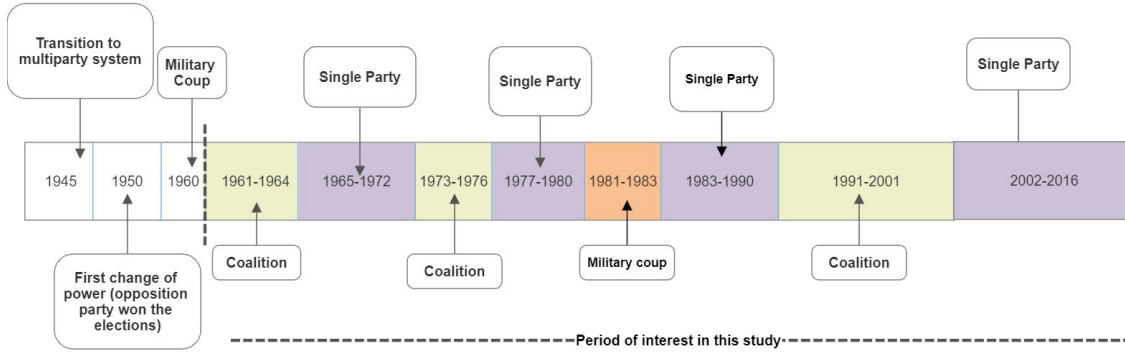 Transition to
multiparty system
Military
Coup
Single Party
Single Party
Single Party
Single Party
1945
1950
1960
1961-1964
1965-1972
1973-1976
1977-1980
1981-1983
1983-1990
1991-2001
2002-2016
First change of
power (opposition
party won the
elections)
Coalition
Coalition
Military coup
Coalition
Period of interest in this study